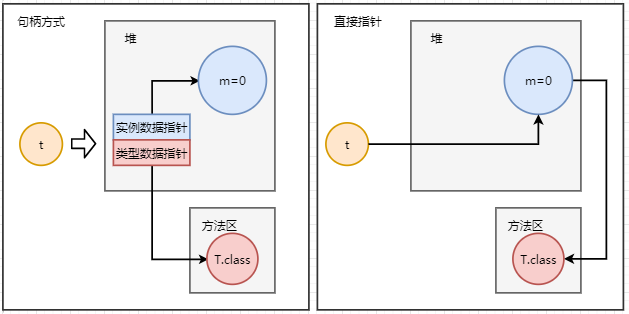 句柄方式
堆
m=0
实例数据指针
t
类型数据指针
方法区
T.class
直接指针
堆
m=0
t
方法区
T.class